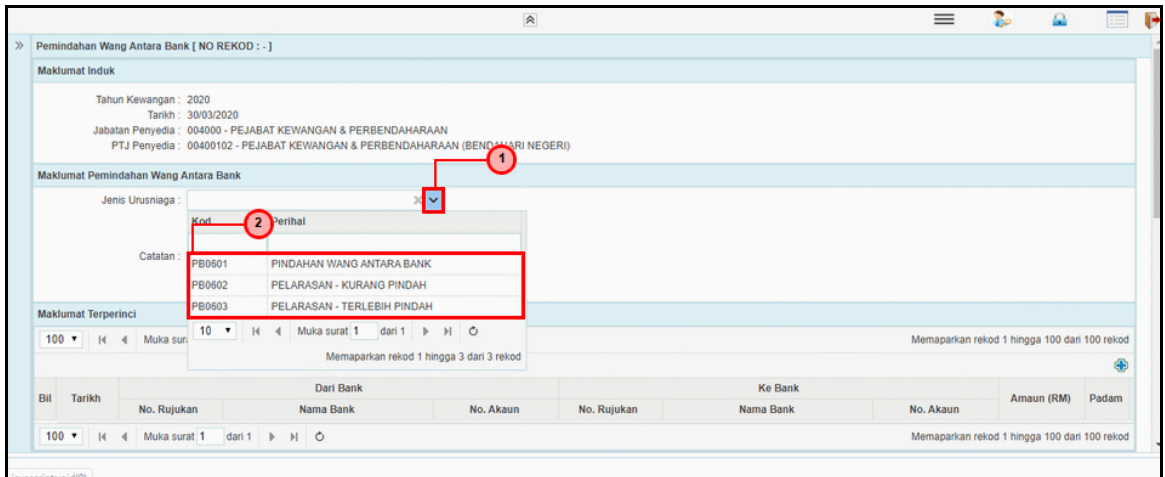 Pemindahan Wang Antara Bank [ NO REKOD : - ]
Maklumat Induk
Tahun Kewangan : 2020
Tarikh : 30/03/2020
Jabatan Penyedia : 004000 - PEJABAT KEWANGAN & PERBENDAHARAAN
PTJ Penyedia : 00400102 - PEJABAT KEWANGAN & PERBENDAHARAAN (BENDAHARI NEGERI)
1
Maklumat Pemindahan Wang Antara Bank
Jenis Urusniaga :
Kod 2 Perihal
Catatan :
PB0601 PINDAHAN WANG ANTARA BANK
PB0602 PELARASAN - KURANG PINDAH
PB0603 PELARASAN - TERLEBIH PINDAH
10 Muka surat 1 dari 1
Memaparkan rekod 1 hingga 3 dari 3 rekod
Maklumat Terperinci
100 Muka sur Memaparkan rekod 1 hingga 100 dari 100 rekod
Bil Tarikh Dari Bank Ke Bank Amaun (RM) Padam
No. Rujukan Nama Bank No. Akaun No. Rujukan Nama Bank No. Akaun
100 Muka surat 1 dari 1 Memaparkan rekod 1 hingga 100 dari 100 rekod